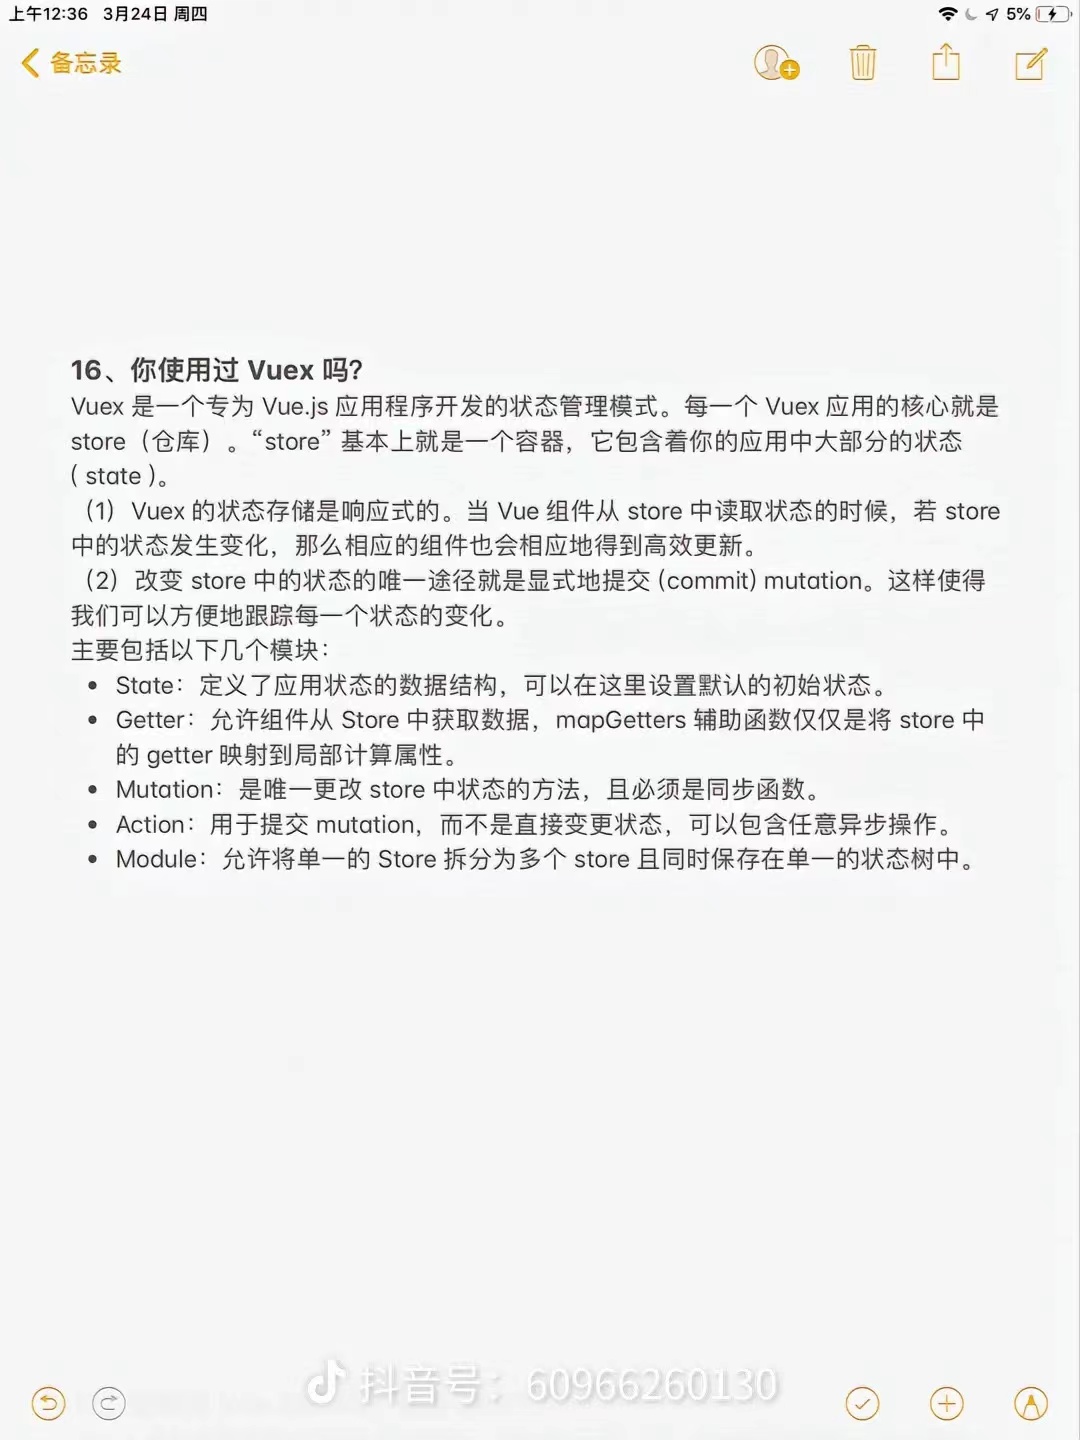 上午12:36 3月24日 周四
5%
备忘录
16、你使用过 Vuex 吗?
Vuex 是一个专为 Vue.js 应用程序开发的状态管理模式。每一个 Vuex 应用的核心就是
store（仓库）。“store” 基本上就是一个容器，它包含着你的应用中大部分的状态
( state )。
（1）Vuex 的状态存储是响应式的。当 Vue 组件从 store 中读取状态的时候，若 store
中的状态发生变化，那么相应的组件也会相应地得到高效更新。
（2）改变 store 中的状态的唯一途径就是显式地提交 (commit) mutation。这样使得
我们可以方便地跟踪每一个状态的变化。
主要包括以下几个模块：
• State：定义了应用状态的数据结构，可以在这里设置默认的初始状态。
• Getter：允许组件从 Store 中获取数据，mapGetters 辅助函数仅仅是将 store 中
的 getter 映射到局部计算属性。
• Mutation：是唯一更改 store 中状态的方法，且必须是同步函数。
• Action：用于提交 mutation，而不是直接变更状态，可以包含任意异步操作。
• Module：允许将单一的 Store 拆分为多个 store 且同时保存在单一的状态树中。
抖音号：60966260130